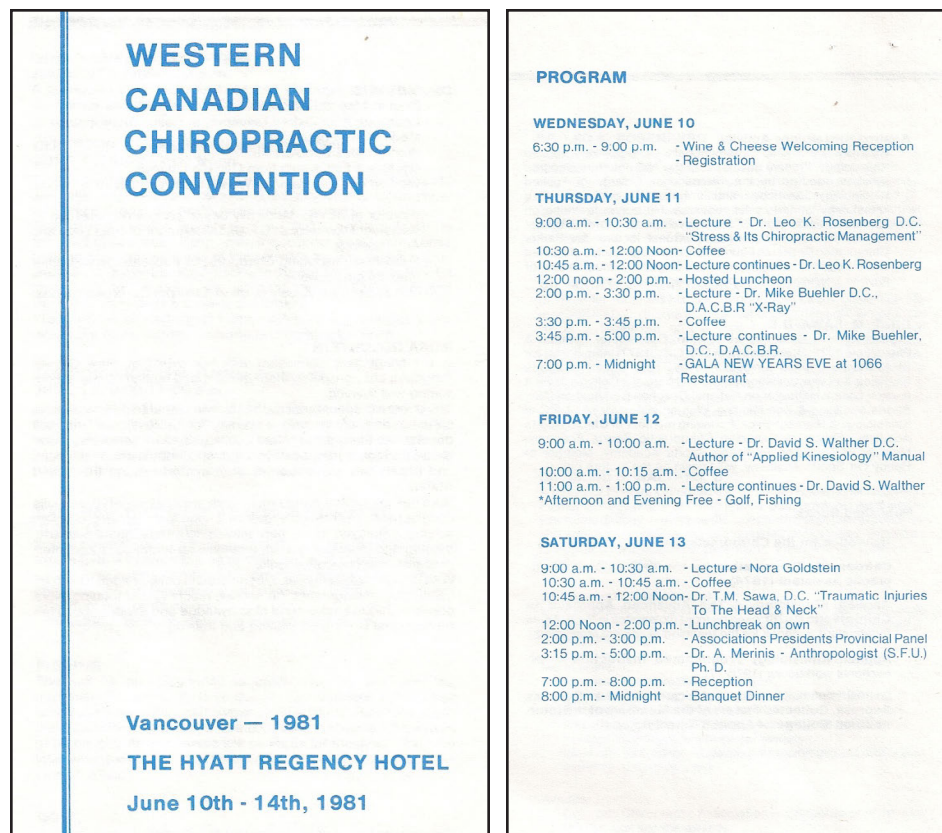 WESTERN
CANADIAN
CHIROPRACTIC
CONVENTION
Vancouver — 1981
THE HYATT REGENCY HOTEL
June 10th - 14th, 1981
PROGRAM
WEDNESDAY, JUNE 10
6:30 p.m. - 9:00 p.m. - Wine & Cheese Welcoming Reception
- Registration
THURSDAY, JUNE 11
9:00 a.m. - 10:30 a.m. - Lecture - Dr. Leo K. Rosenberg D.C.
"Stress & Its Chiropractic Management"
10:30 a.m. - 12:00 Noon- Coffee
10:45 a.m. - 12:00 Noon- Lecture continues - Dr. Leo K. Rosenberg
12:00 noon - 2:00 p.m. - Hosted Luncheon
2:00 p.m. - 3:30 p.m. - Lecture - Dr. Mike Buehler D.C.,
D.A.C.B.R "X-Ray"
3:30 p.m. - 3:45 p.m. - Coffee
3:45 p.m. - 5:00 p.m. - Lecture continues - Dr. Mike Buehler,
D.C., D.A.C.B.R.
7:00 p.m. - Midnight - GALA NEW YEARS EVE at 1066
Restaurant
FRIDAY, JUNE 12
9:00 a.m. - 10:00 a.m. - Lecture - Dr. David S. Walther D.C.
Author of "Applied Kinesiology" Manual
10:00 a.m. - 10:15 a.m. - Coffee
11:00 a.m. - 1:00 p.m. - Lecture continues - Dr. David S. Walther
*Afternoon and Evening Free - Golf, Fishing
SATURDAY, JUNE 13
9:00 a.m. - 10:30 a.m. - Lecture - Nora Goldstein
10:30 a.m. - 10:45 a.m. - Coffee
10:45 a.m. - 12:00 Noon- Dr. T.M. Sawa, D.C. "Traumatic Injuries
To The Head & Neck"
12:00 Noon - 2:00 p.m. - Lunchbreak on own
2:00 p.m. - 3:00 p.m. - Associations Presidents Provincial Panel
3:15 p.m. - 5:00 p.m. - Dr. A. Merinis - Anthropologist (S.F.U.)
Ph. D.
7:00 p.m. - 8:00 p.m. - Reception
8:00 p.m. - Midnight - Banquet Dinner